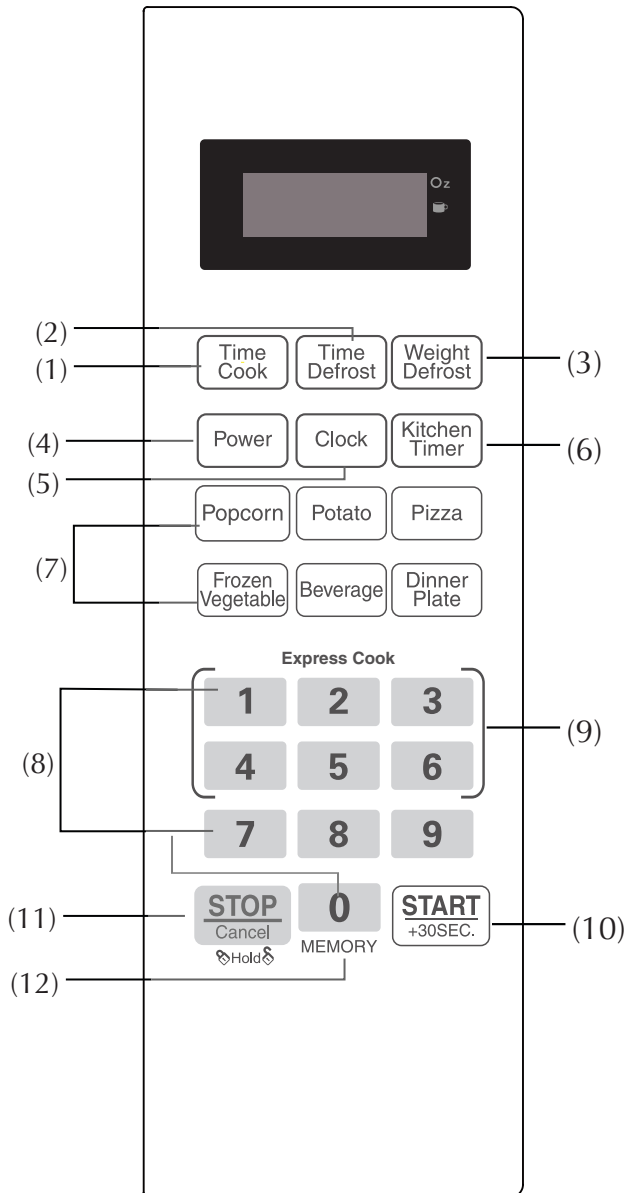 Oz
(2)
(1)
Time
Cook
Time
Defrost
Weight
Defrost
(3)
(4)
Power
Clock
Kitchen
Timer
(6)
(5)
Popcorn
Potato
Pizza
(7)
Frozen
Vegetable
Beverage
Dinner
Plate
Express Cook
1
2
3
(9)
(8)
4
5
6
7
8
9
(11)
STOP
Cancel
Hold
0
MEMORY
START
+30SEC.
(10)
(12)